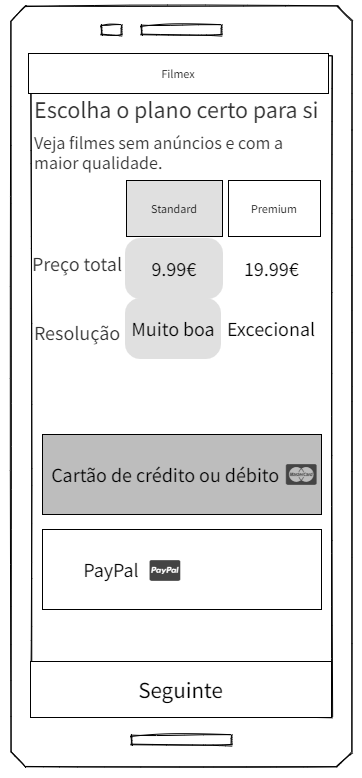 Filmex
Escolha o plano certo para si
Veja filmes sem anúncios e com a
maior qualidade.
Standard Premium
Preço total 9.99€ 19.99€
Resolução Muito boa Excecional
Cartão de crédito ou débito MasterCard
PayPal PayPal
Seguinte